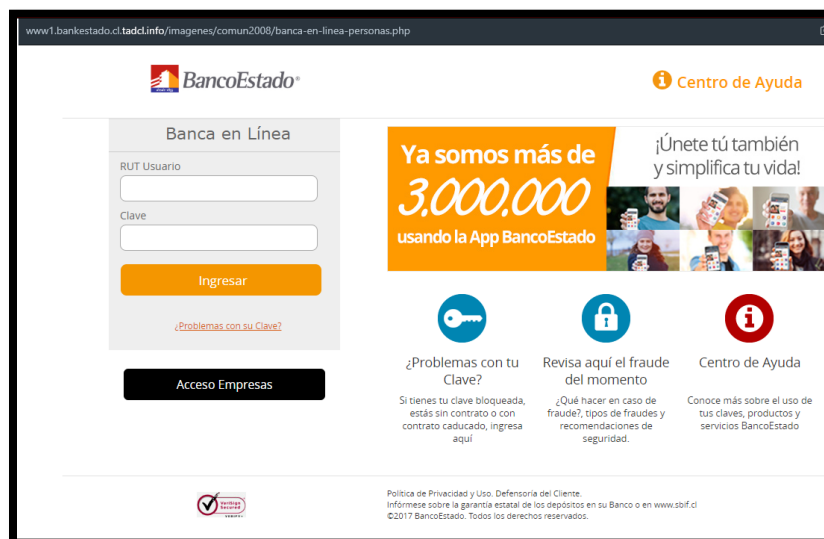 www1.bankestado.cl.tadcl.info/imagenes/comun2008/banca-en-linea-personas.php
BancoEstado®
Centro de Ayuda
Banca en Línea
RUT Usuario
Clave
Ingresar
¿Problemas con su Clave?
Acceso Empresas
Ya somos más de
3.000.000
usando la App BancoEstado
¡Únete tú también
y simplifica tu vida!
¿Problemas con tu
Clave?
Si tienes tu clave bloqueada,
estás sin contrato o con
contrato caducado, ingresa
aquí
Revisa aquí el fraude
del momento
¿Qué hacer en caso de
fraude?, tipos de fraudes y
recomendaciones de
seguridad.
Centro de Ayuda
Conoce más sobre el uso de
tus claves, productos y
servicios BancoEstado
VeriSign
Secured
Política de Privacidad y Uso. Defensoría del Cliente.
Infórmese sobre la garantía estatal de los depósitos en su Banco o en www.sbif.cl
©2017 BancoEstado. Todos los derechos reservados.